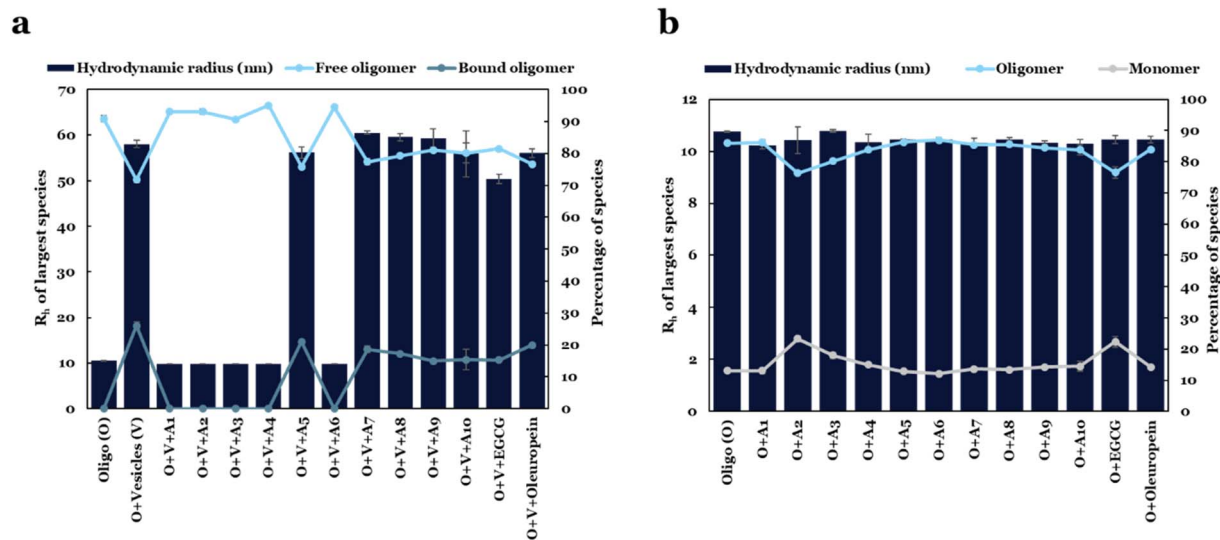 a
Hydrodynamic radius (nm) Free oligomer Bound oligomer
Rh of largest species
70
60
50
40
30
20
10
0
Percentage of species
100
90
80
70
60
50
40
30
20
10
0
Oligo (O)
O+Vesicles (V)
O+V+A1
O+V+A2
O+V+A3
O+V+A4
O+V+A5
O+V+A6
O+V+A7
O+V+A8
O+V+A9
O+V+A10
O+V+EGCG
O+V+Oleuropein
b
Hydrodynamic radius (nm) Oligomer Monomer
Rh of largest species
12
10
8
6
4
2
0
Percentage of species
100
90
80
70
60
50
40
30
20
10
0
Oligo (O)
O+A1
O+A2
O+A3
O+A4
O+A5
O+A6
O+A7
O+A8
O+A9
O+A10
O+EGCG
O+Oleuropein